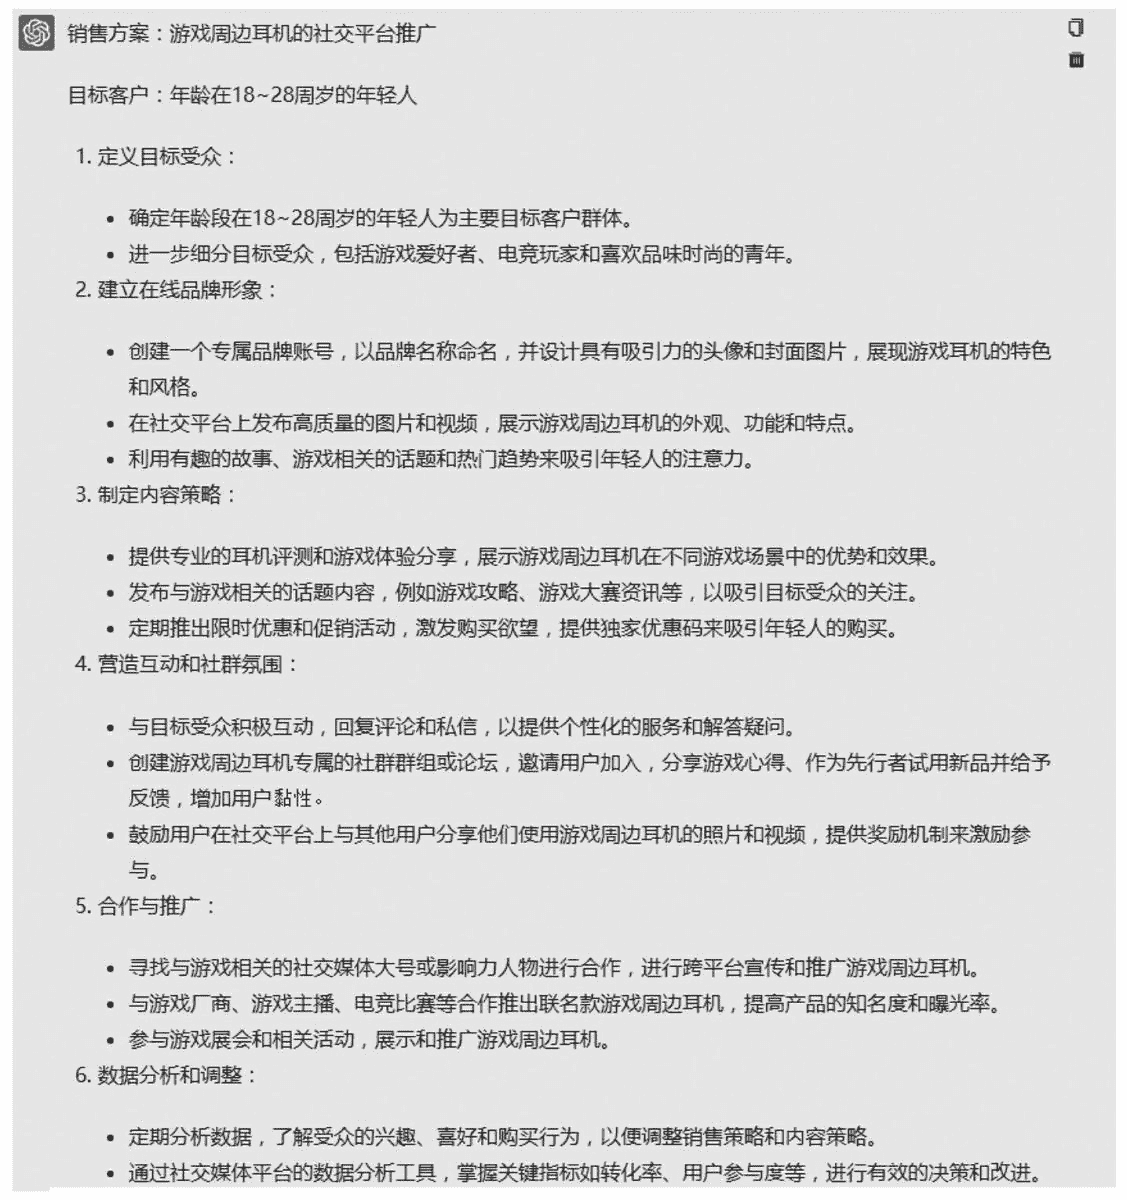 销售方案：游戏周边耳机的社交平台推广
目标客户：年龄在18~28周岁的年轻人
1. 定义目标受众：
• 确定年龄段在18~28周岁的年轻人为主要目标客户群体。
• 进一步细分目标受众，包括游戏爱好者、电竞玩家和喜欢品味时尚的青年。
2. 建立在线品牌形象：
• 创建一个专属品牌账号，以品牌名称命名，并设计具有吸引力的头像和封面图片，展现游戏耳机的特色
和风格。
• 在社交平台上发布高质量的图片和视频，展示游戏周边耳机的外观、功能和特点。
• 利用有趣的故事、游戏相关的话题和热门趋势来吸引年轻人的注意力。
3. 制定内容策略：
• 提供专业的耳机评测和游戏体验分享，展示游戏周边耳机在不同游戏场景中的优势和效果。
• 发布与游戏相关的话题内容，例如游戏攻略、游戏大赛资讯等，以吸引目标受众的关注。
• 定期推出限时优惠和促销活动，激发购买欲望，提供独家优惠码来吸引年轻人的购买。
4. 营造互动和社群氛围：
• 与目标受众积极互动，回复评论和私信，以提供个性化的服务和解答疑问。
• 创建游戏周边耳机专属的社群群组或论坛，邀请用户加入，分享游戏心得、作为先行者试用新品并给予
反馈，增加用户黏性。
• 鼓励用户在社交平台上与其他用户分享他们使用游戏周边耳机的照片和视频，提供奖励机制来激励参
与。
5. 合作与推广：
• 寻找与游戏相关的社交媒体大号或影响力人物进行合作，进行跨平台宣传和推广游戏周边耳机。
• 与游戏厂商、游戏主播、电竞比赛等合作推出联名款游戏周边耳机，提高产品的知名度和曝光率。
• 参与游戏展会和相关活动，展示和推广游戏周边耳机。
6. 数据分析和调整：
• 定期分析数据，了解受众的兴趣、喜好和购买行为，以便调整销售策略和内容策略。
• 通过社交媒体平台的数据分析工具，掌握关键指标如转化率、用户参与度等，进行有效的决策和改进。